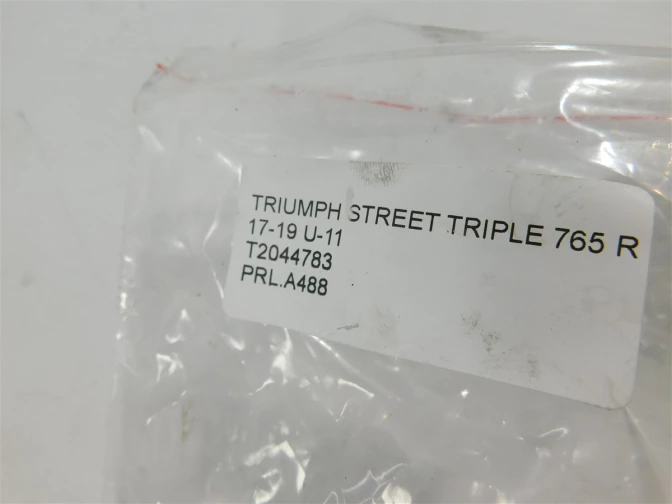 TRIUMPH STREET TRIPLE 765 R
17-19 U-11
T2044783
PRL.A488